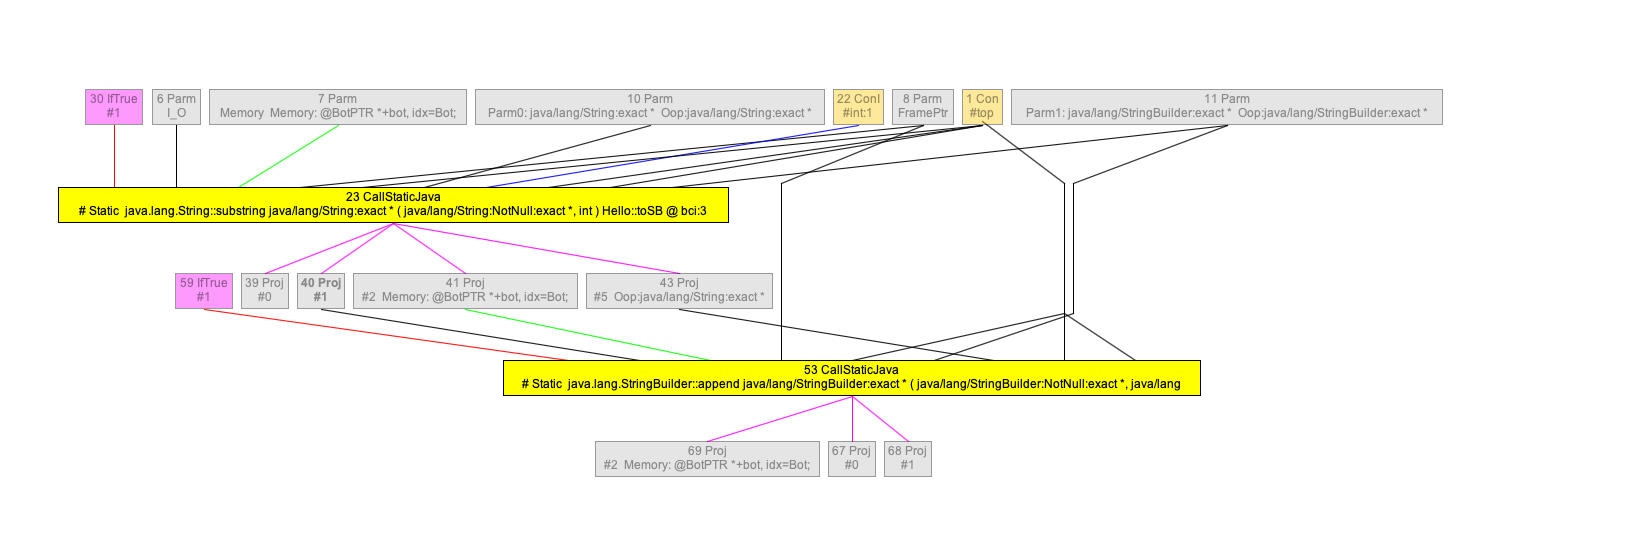 30 IfTrue
#1
6 Parm
I_O
7 Parm
Memory Memory: @BotPTR *+bot, idx=Bot;
10 Parm
Parm0: java/lang/String:exact * Oop:java/lang/String:exact *
22 ConI
#int:1
8 Parm
FramePtr
1 Con
#top
11 Parm
Parm1: java/lang/StringBuilder:exact * Oop:java/lang/StringBuilder:exact *
23 CallStaticJava
# Static java.lang.String::substring java/lang/String:exact * ( java/lang/String:NotNull:exact *, int ) Hello::toSB @ bci:3
59 IfTrue
#1
39 Proj
#0
40 Proj
#1
41 Proj
#2 Memory: @BotPTR *+bot, idx=Bot;
43 Proj
#5 Oop:java/lang/String:exact *
53 CallStaticJava
# Static java.lang.StringBuilder::append java/lang/StringBuilder:exact * ( java/lang/StringBuilder:NotNull:exact *, java/lang
69 Proj
#2 Memory: @BotPTR *+bot, idx=Bot;
67 Proj
#0
68 Proj
#1